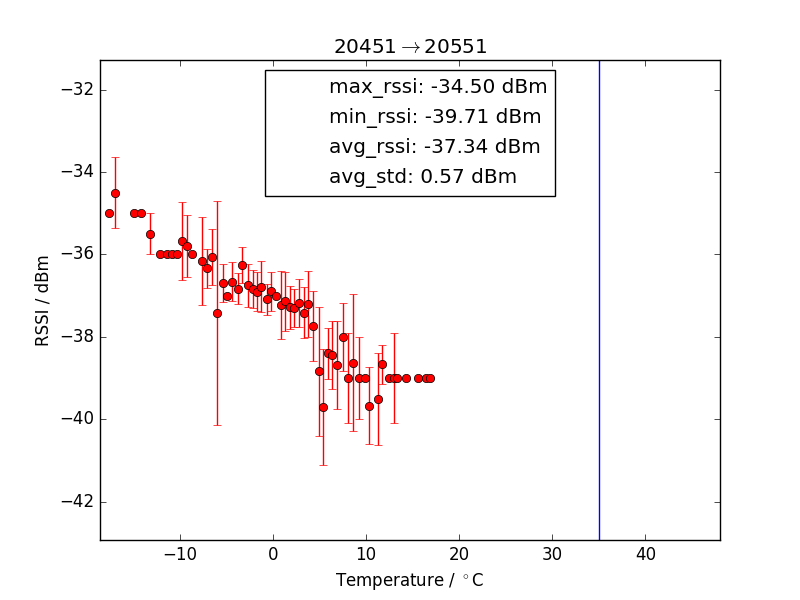 20451→20551
max_rssi: -34.50 dBm
min_rssi: -39.71 dBm
avg_rssi: -37.34 dBm
avg_std: 0.57 dBm
RSSI / dBm
−32
−34
−36
−38
−40
−42
−10 0 10 20 30 40
Temperature / °C